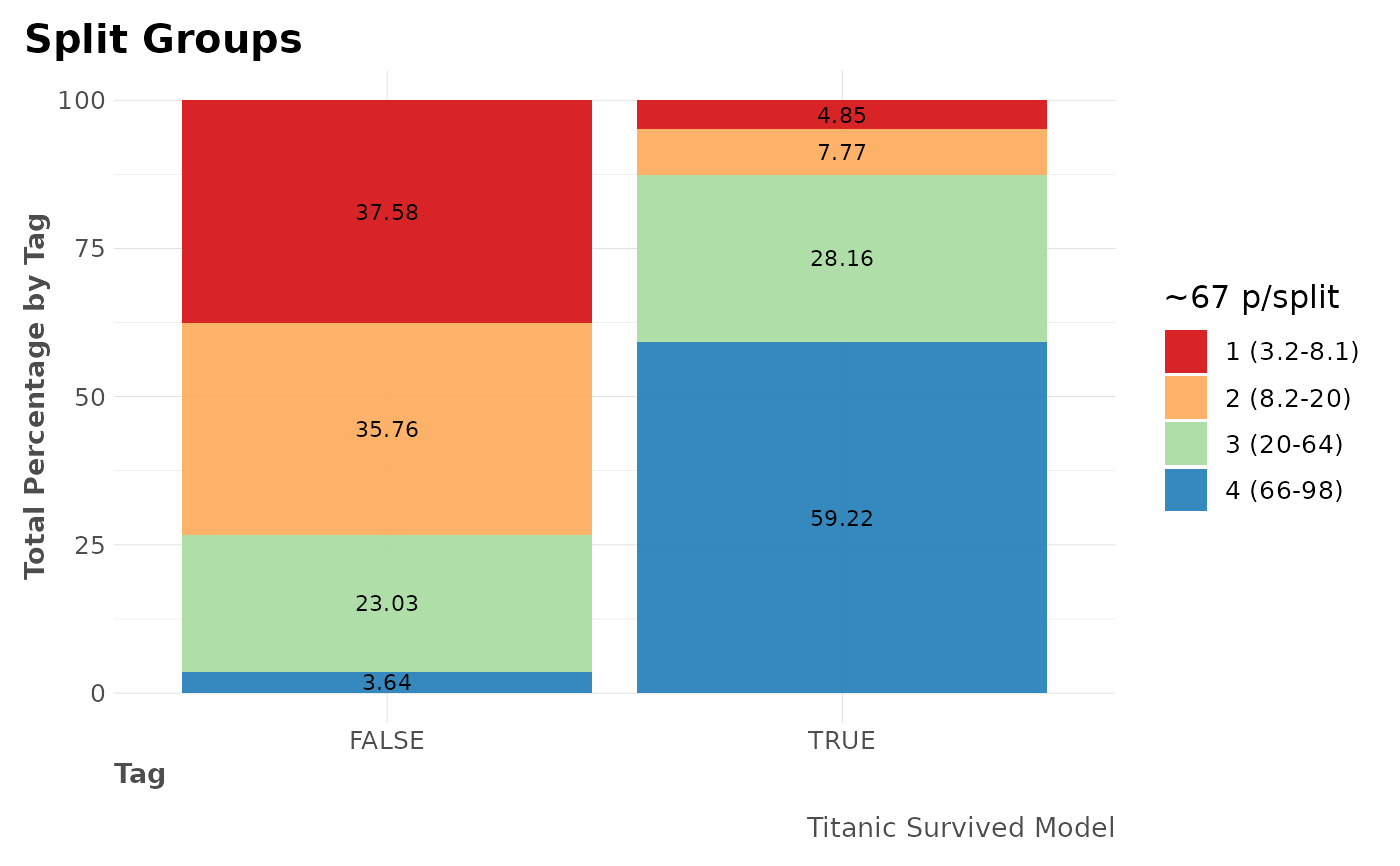 Split Groups
Total Percentage by Tag
100
75
50
25
0
37.58
35.76
23.03
3.64
4.85
7.77
28.16
59.22
FALSE
TRUE
Tag
~67 p/split
1 (3.2-8.1)
2 (8.2-20)
3 (20-64)
4 (66-98)
Titanic Survived Model